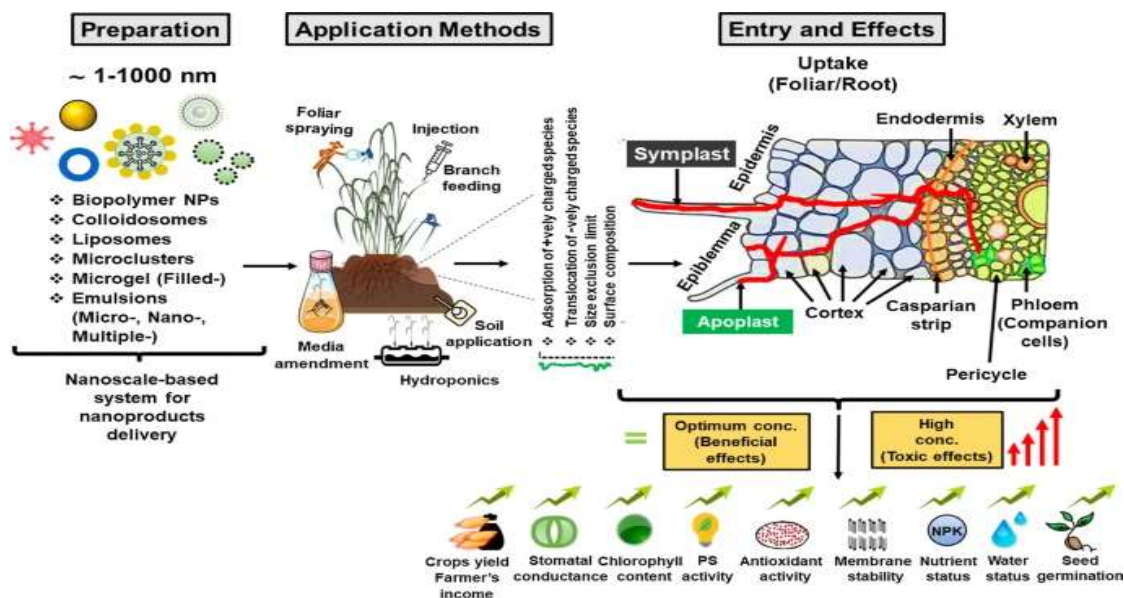 Preparation
~ 1-1000 nm
❖ Biopolymer NPs
❖ Colloidosomes
❖ Liposomes
❖ Microclusters
❖ Microgel (Filled-)
❖ Emulsions
(Micro-, Nano-,
Multiple-)
Nanoscale-based
system for
nanoproducts
delivery
Application Methods
Foliar
spraying
Injection
Branch
feeding
Media
amendment
Hydroponics
Soil
application
❖ Adsorption of +vely charged species
❖ Translocation of -vely charged species
❖ Size exclusion limit
❖ Surface composition
Entry and Effects
Uptake
(Foliar/Root)
Symplast
Epidermis
Endodermis
Xylem
Epiblemma
Apoplast
Cortex
Casparian
strip
Phloem
(Companion
cells)
Pericycle
=
Optimum conc.
(Beneficial
effects)
High
conc.
(Toxic effects)
Crops yield
Farmer's
income
Stomatal
conductance
Chlorophyll
content
PS
activity
Antioxidant
activity
Membrane
stability
NPK
Nutrient
status
Water
status
Seed
germination